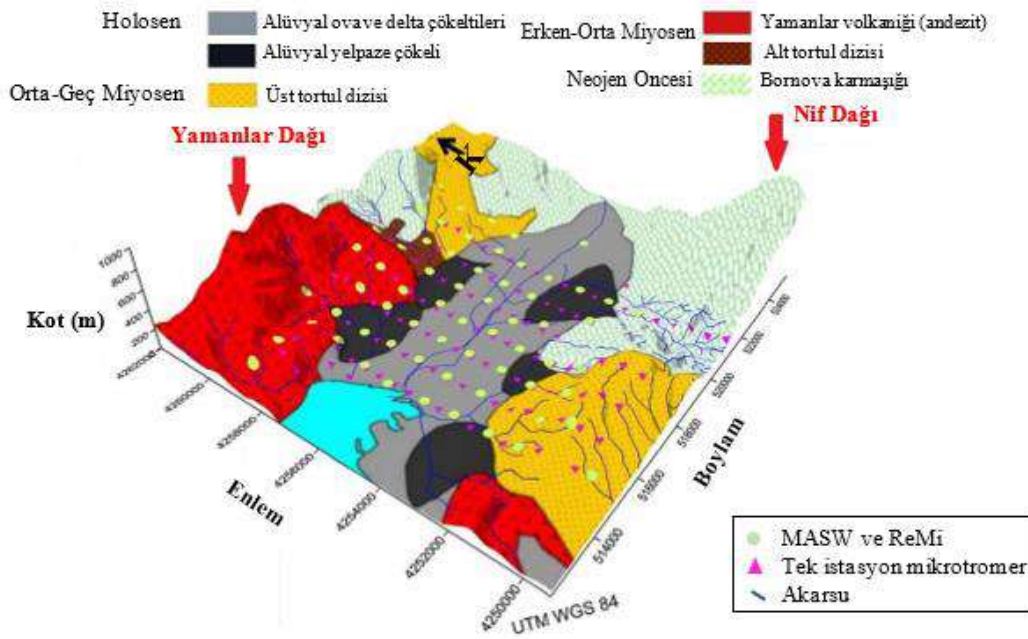 Holosen
Alüvyal ova ve delta çökeltileri
Alüvyal yelpaze çökeli
Orta-Geç Miyosen
Üst tortul dizisi
Erken-Orta Miyosen
Yamanlar volkaniği (andezit)
Alt tortul dizisi
Neojen Oncesi
Bornova karmaşığı
Yamanlar Dağı
Nif Dağı
K
Kot (m)
1000
800
600
400
200
4262000
4260000
4258000
4256000
4254000
4252000
4250000
Enlem
UTM WGS 84
514000
516000
518000
520000
52000
5400
Boylam
MASW ve ReMi
Tek istasyon mikrotromer
Akarsu